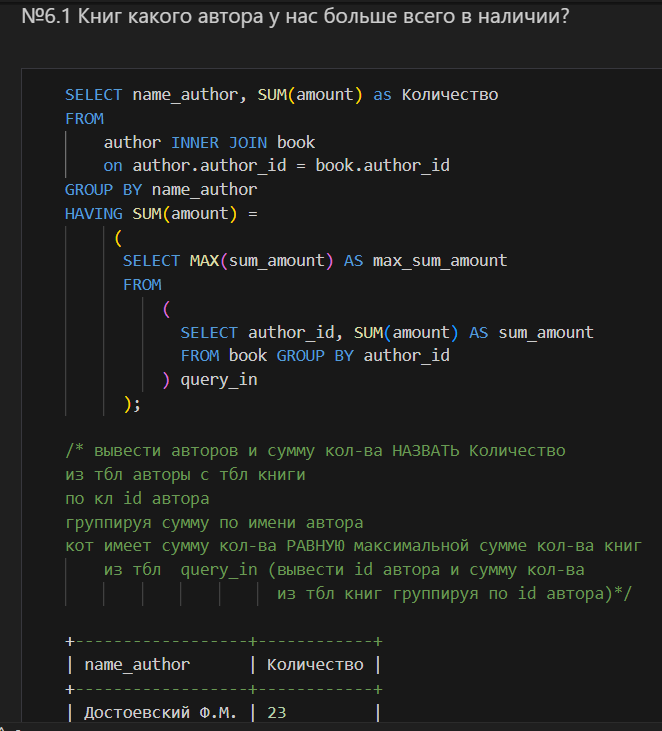 №6.1 Книг какого автора у нас больше всего в наличии?
SELECT name_author, SUM(amount) as Количество
FROM
author INNER JOIN book
on author.author_id = book.author_id
GROUP BY name_author
HAVING SUM(amount) =
(
SELECT MAX(sum_amount) AS max_sum_amount
FROM
(
SELECT author_id, SUM(amount) AS sum_amount
FROM book GROUP BY author_id
) query_in
);
/* вывести авторов и сумму кол-ва НАЗВАТЬ Количество
из тбл авторы с тбл книги
по кл id автора
группируя сумму по имени автора
кот имеет сумму кол-ва РАВНУЮ максимальной сумме кол-ва книг
из тбл query_in (вывести id автора и сумму кол-ва
из тбл книг группируя по id автора)*/
+------------------+------------+
| name_author | Количество |
+------------------+------------+
| Достоевский Ф.М. | 23 |